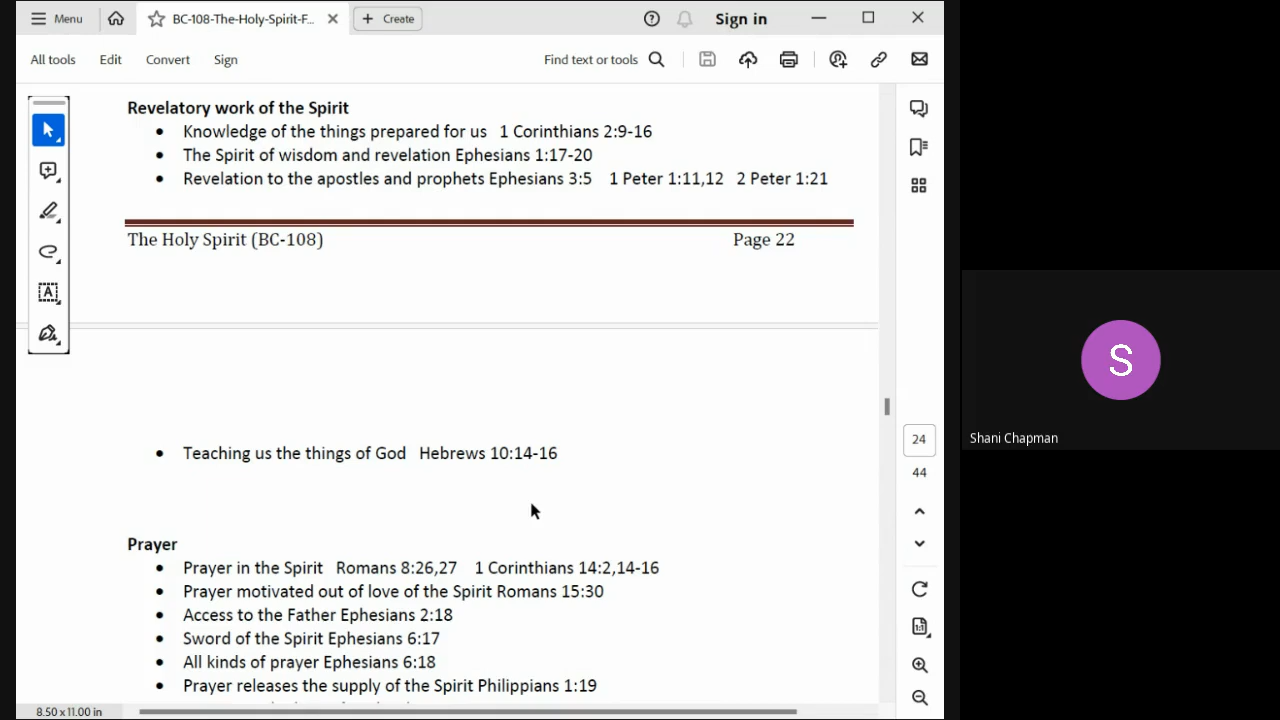 Menu
BC-108-The-Holy-Spirit-F...
Create
Sign in
All tools
Edit
Convert
Sign
Find text or tools
Revelatory work of the Spirit
• Knowledge of the things prepared for us 1 Corinthians 2:9-16
• The Spirit of wisdom and revelation Ephesians 1:17-20
• Revelation to the apostles and prophets Ephesians 3:5 1 Peter 1:11,12 2 Peter 1:21
The Holy Spirit (BC-108) Page 22
• Teaching us the things of God Hebrews 10:14-16
Prayer
• Prayer in the Spirit Romans 8:26,27 1 Corinthians 14:2,14-16
• Prayer motivated out of love of the Spirit Romans 15:30
• Access to the Father Ephesians 2:18
• Sword of the Spirit Ephesians 6:17
• All kinds of prayer Ephesians 6:18
• Prayer releases the supply of the Spirit Philippians 1:19
8.50 x 11.00 in
24
44
S
Shani Chapman